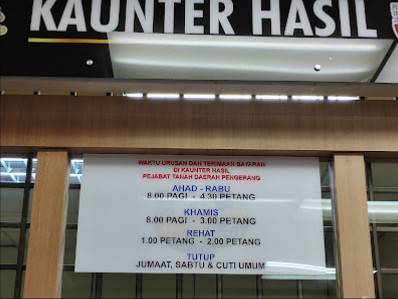 KAUNTER HASIL
WAKTU URUSAN DAN TERIMAAN BAYARAN
DI KAUNTER HASIL
PEJABAT TANAH DAERAH PENGERANG
AHAD - RABU
8.00 PAGI - 4.30 PETANG
KHAMIS
8.00 PAGI - 3.00 PETANG
REHAT
1.00 PETANG - 2.00 PETANG
TUTUP
JUMAAT, SABTU & CUTI UMUM